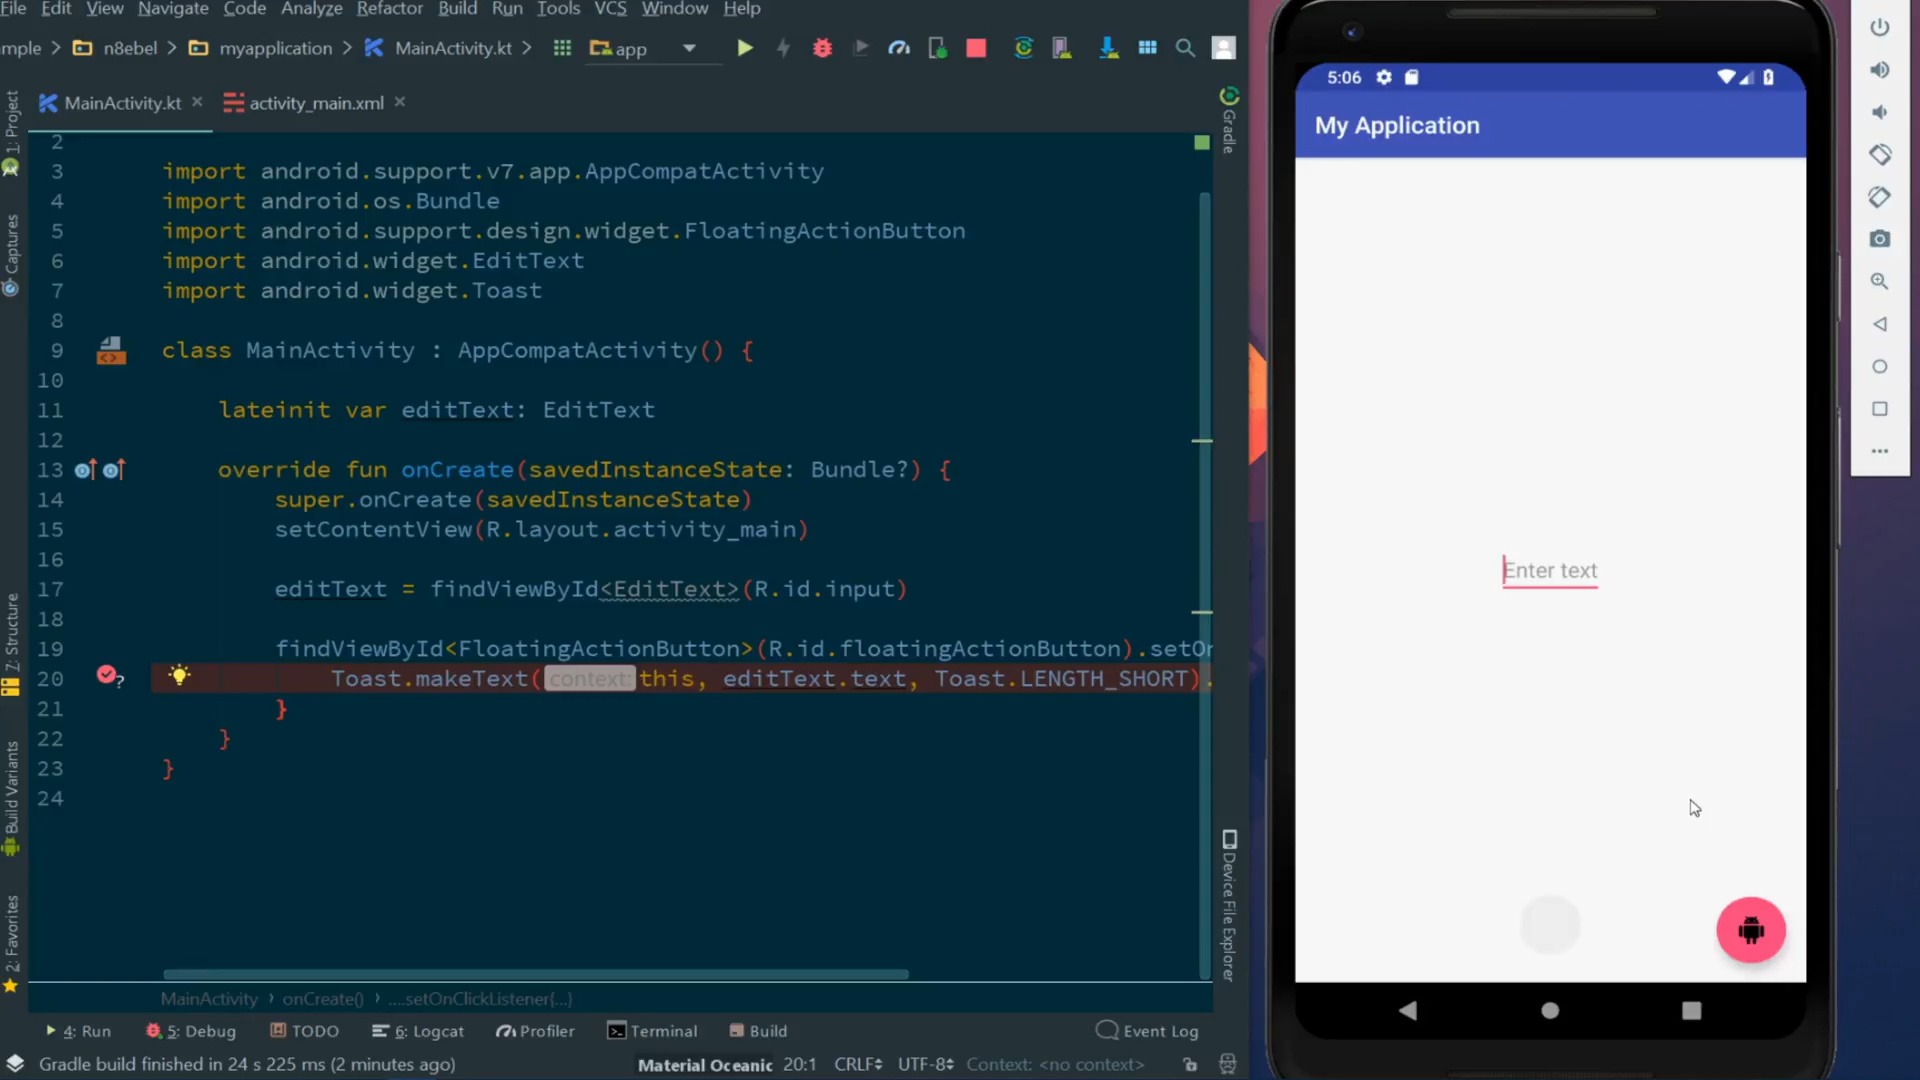 File Edit View Navigate Code Analyze Refactor Build Run Tools VCS Window Help
mple n8ebel myapplication MainActivity.kt app
MainActivity.kt activity_main.xml
1: Project
Captures
7: Structure
Build Variants
2: Favorites
2
3 import android.support.v7.app.AppCompatActivity
4 import android.os.Bundle
5 import android.support.design.widget.FloatingActionButton
6 import android.widget.EditText
7 import android.widget.Toast
8
9 class MainActivity : AppCompatActivity() {
10
11 lateinit var editText: EditText
12
13 override fun onCreate(savedInstanceState: Bundle?) {
14 super.onCreate(savedInstanceState)
15 setContentView(R.layout.activity_main)
16
17 editText = findViewById<EditText>(R.id.input)
18
19 findViewById<FloatingActionButton>(R.id.floatingActionButton).setOn
20 Toast.makeText(context: this, editText.text, Toast.LENGTH_SHORT).
21 }
22 }
23 }
24
MainActivity › onCreate() › ....setOnClickListener{...}
4: Run 5: Debug TODO 6: Logcat Profiler Terminal Build Event Log
Gradle build finished in 24 s 225 ms (2 minutes ago) Material Oceanic 20:1 CRLF UTF-8 Context: <no context>
Gradle
Device File Explorer
5:06
My Application
Enter text